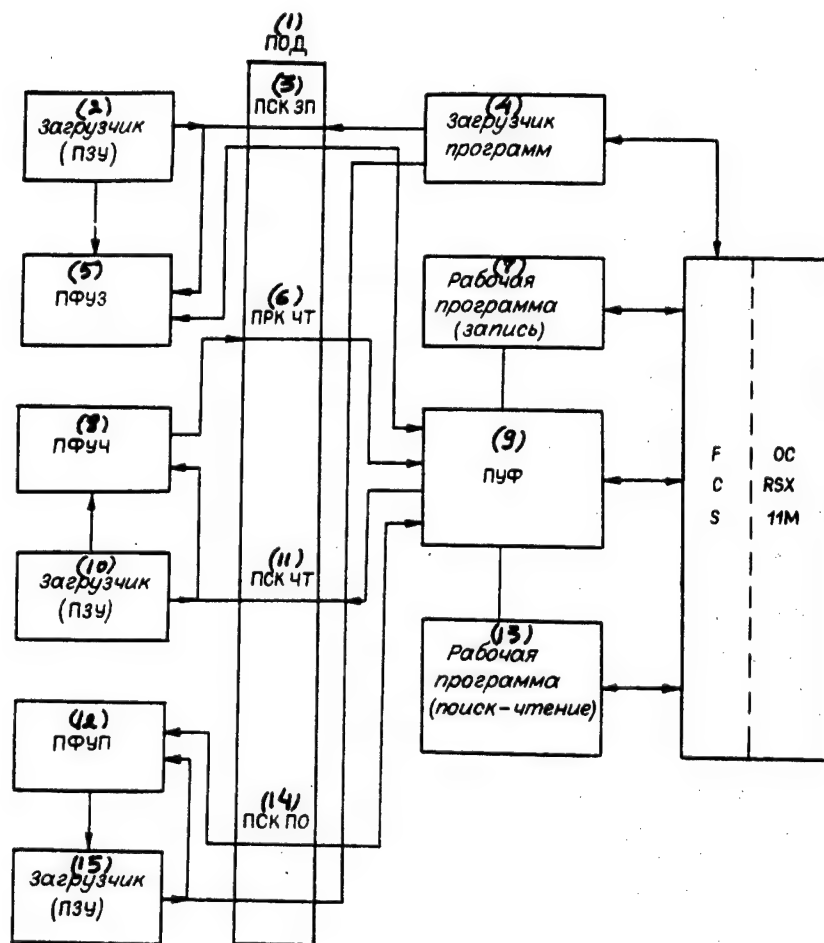 (1)
ПОД
(2)
Загрузчик
(ПЗУ)
(3)
ПСК ЗП
(4)
Загрузчик
программ
(5)
ПФУЗ
(6)
ПРК ЧТ
(7)
Рабочая
программа
(запись)
(8)
ПФУЧ
(9)
ПУФ
F ОС
C RSX
S 11М
(10)
Загрузчик
(ПЗУ)
(11)
ПСК ЧТ
(12)
ПФУП
(13)
Рабочая
программа
(поиск-чтение)
(14)
ПСК ПО
(15)
Загрузчик
(ПЗУ)